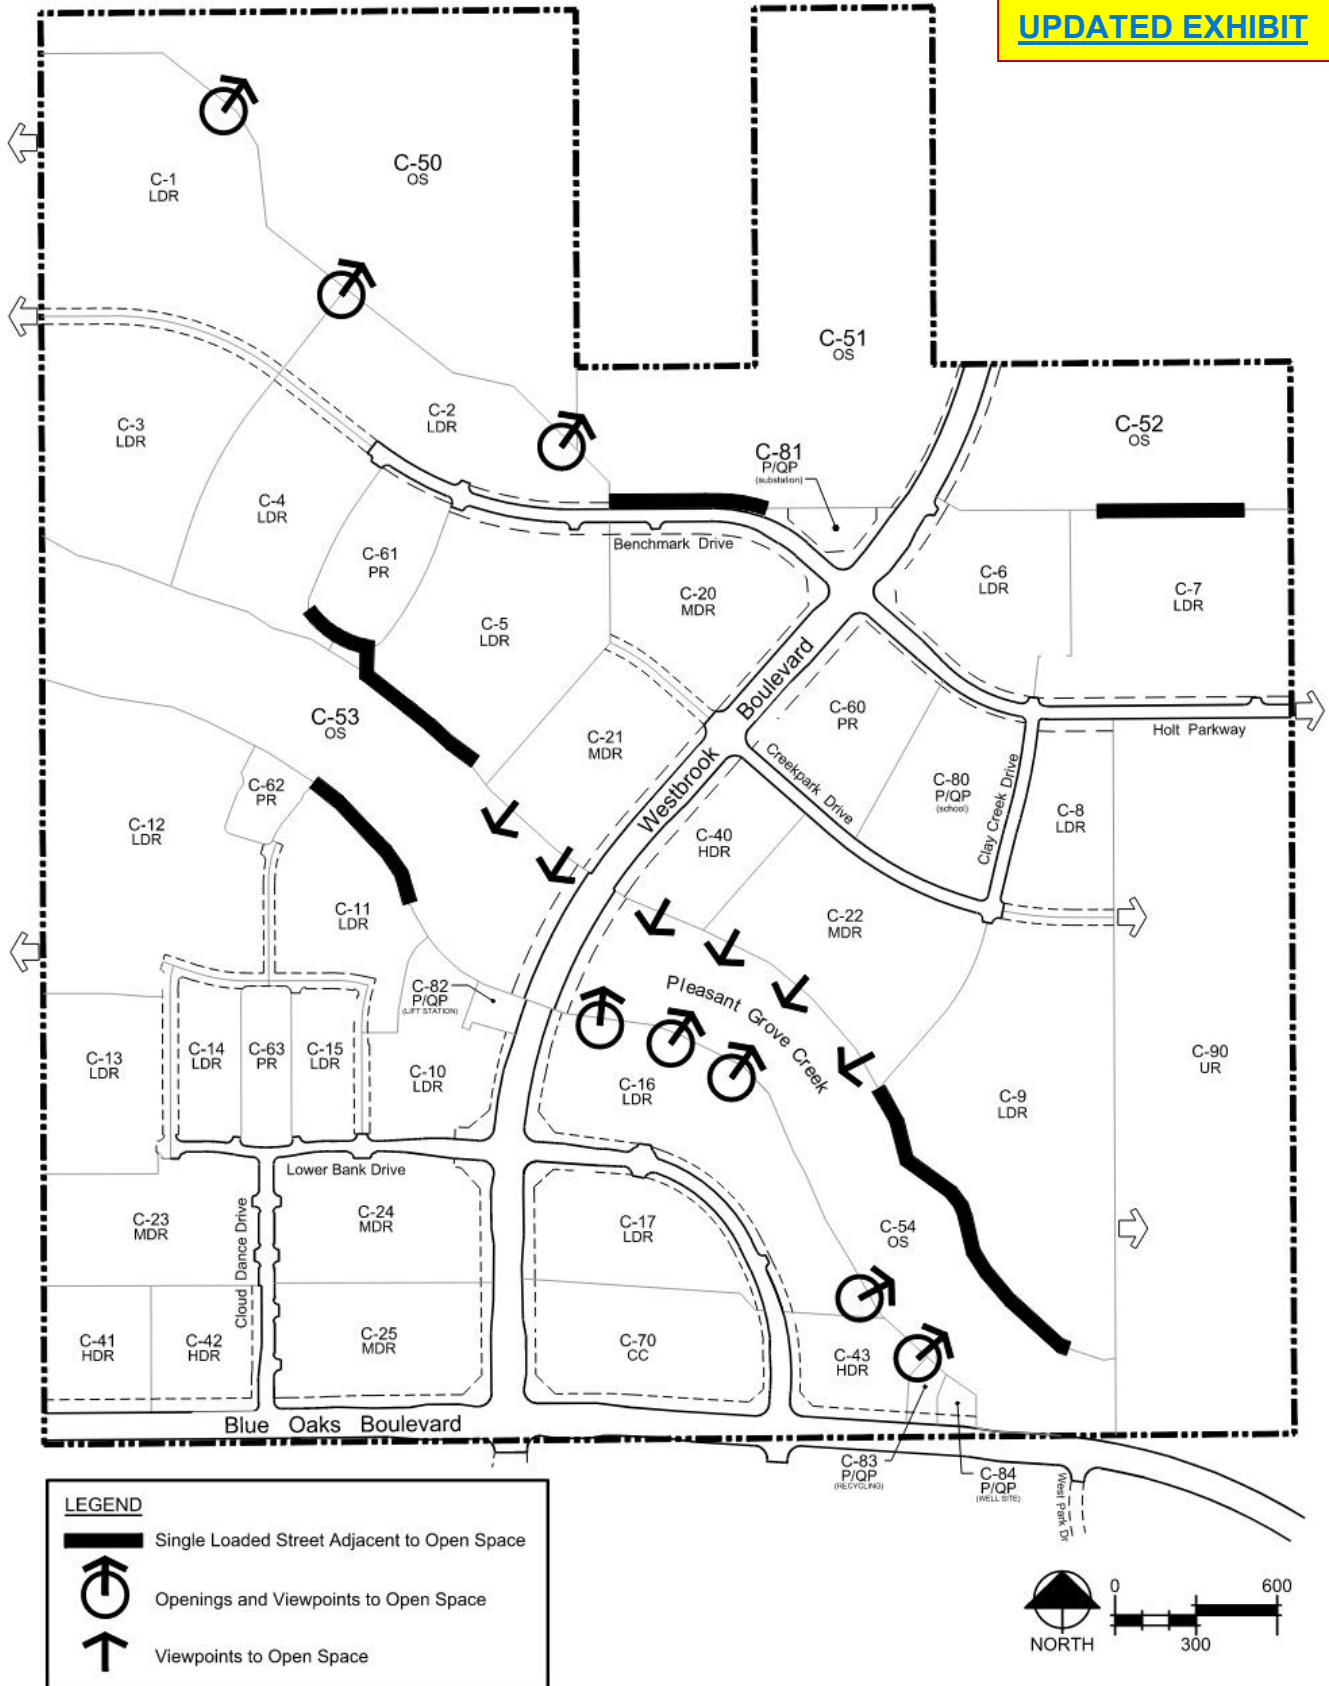 UPDATED EXHIBIT
C-50
OS
C-1
LDR
C-51
OS
C-2
LDR
C-3
LDR
C-52
OS
C-81
P/QP
(substation)
C-4
LDR
C-61
PR
Benchmark Drive
C-6
LDR
C-7
LDR
C-20
MDR
C-5
LDR
C-53
OS
C-21
MDR
Westbrook Boulevard
C-60
PR
Holt Parkway
Creekpark Drive
C-80
P/QP
(school)
Clay Creek Drive
C-8
LDR
C-62
PR
C-12
LDR
C-40
HDR
C-11
LDR
C-22
MDR
C-82
P/QP
(LIFT STATION)
Pleasant Grove Creek
C-13
LDR
C-14
LDR
C-63
PR
C-15
LDR
C-10
LDR
C-16
LDR
C-9
LDR
C-90
UR
Lower Bank Drive
C-23
MDR
Cloud Dance Drive
C-24
MDR
C-17
LDR
C-54
OS
C-41
HDR
C-42
HDR
C-25
MDR
C-70
CC
C-43
HDR
Blue Oaks Boulevard
C-83
P/QP
(RECYCLING)
C-84
P/QP
(WELL SITE)
West Park Dr
LEGEND
Single Loaded Street Adjacent to Open Space
Openings and Viewpoints to Open Space
Viewpoints to Open Space
NORTH
0
600
300